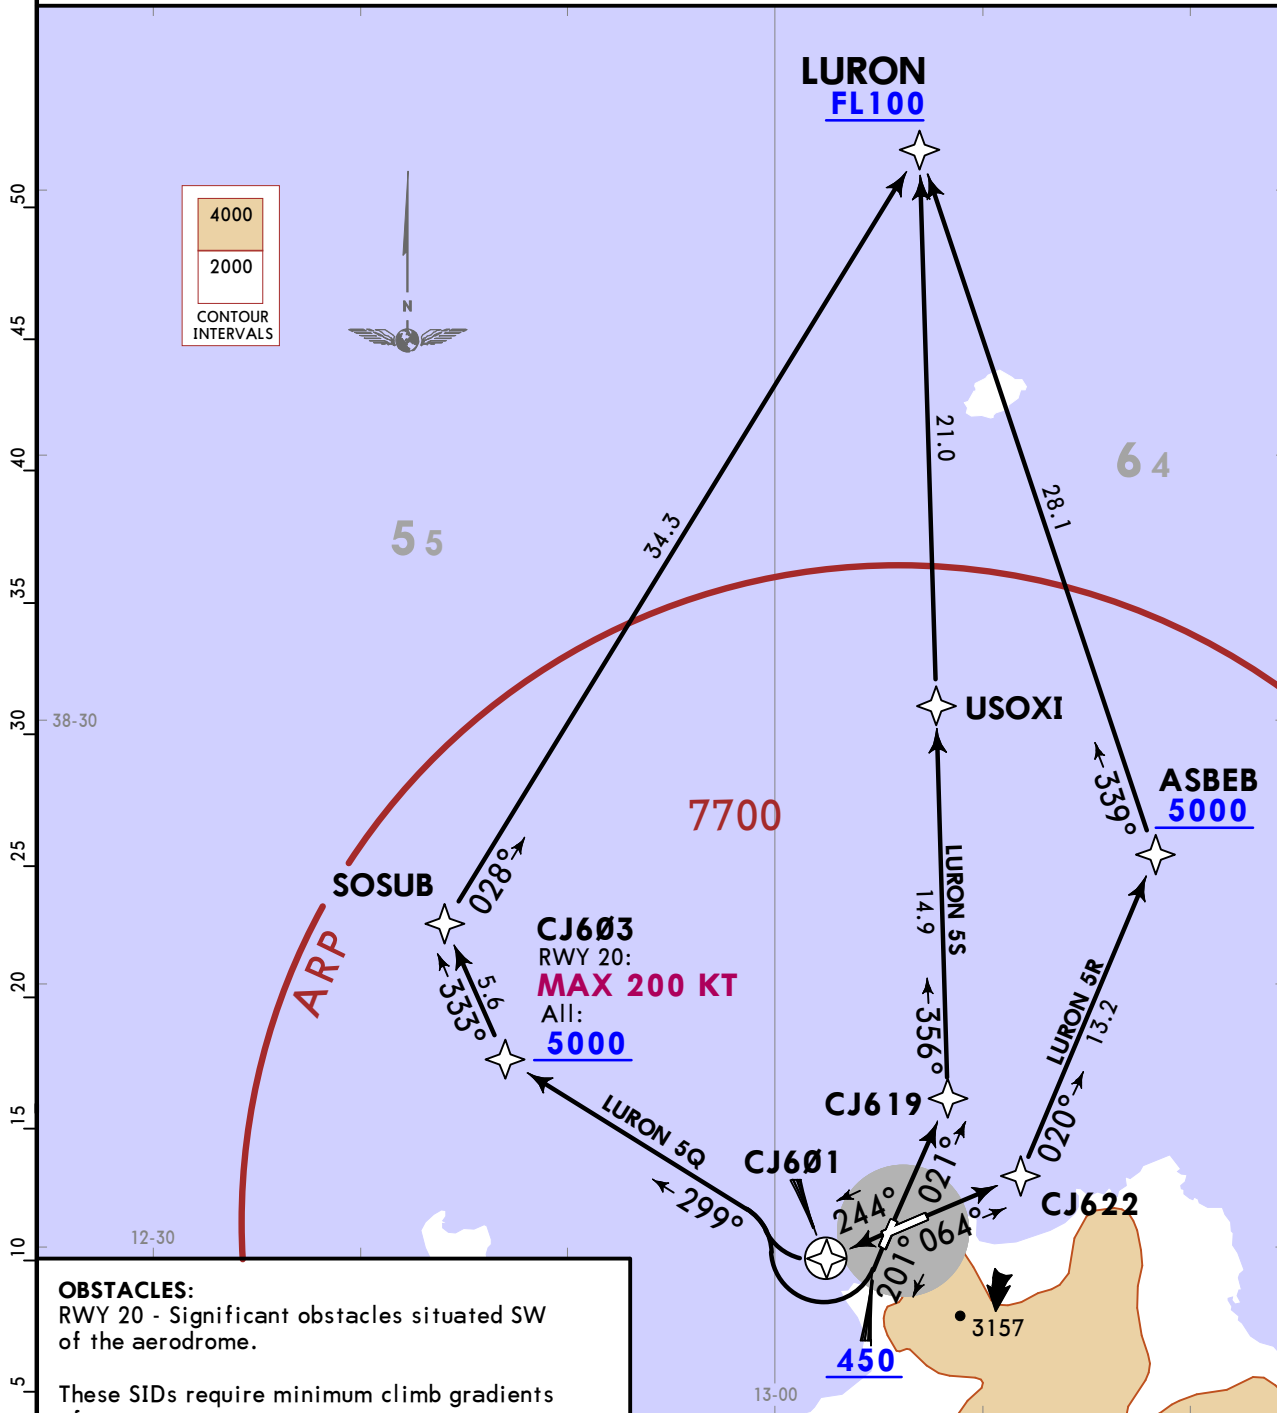 LURON
FL100
50
4000
2000
CONTOUR
INTERVALS
N
45
21.0
40
64
28.1
55
34.3
35
30
38-30
USOXI
ASBEB
5000
339°
7700
25
SOSUB
028°
LURON 5S
14.9
CJ6Ø3
RWY 20:
MAX 200 KT
All:
5000
ARP
20
333°
5.6
LURON 5R
13.2
356°
020°
CJ619
15
LURON 5Q
CJ6Ø1
021°
299°
244°
064°
CJ622
201°
12-30
10
OBSTACLES:
RWY 20 - Significant obstacles situated SW
of the aerodrome.
3157
450
These SIDs require minimum climb gradients
5
13-00